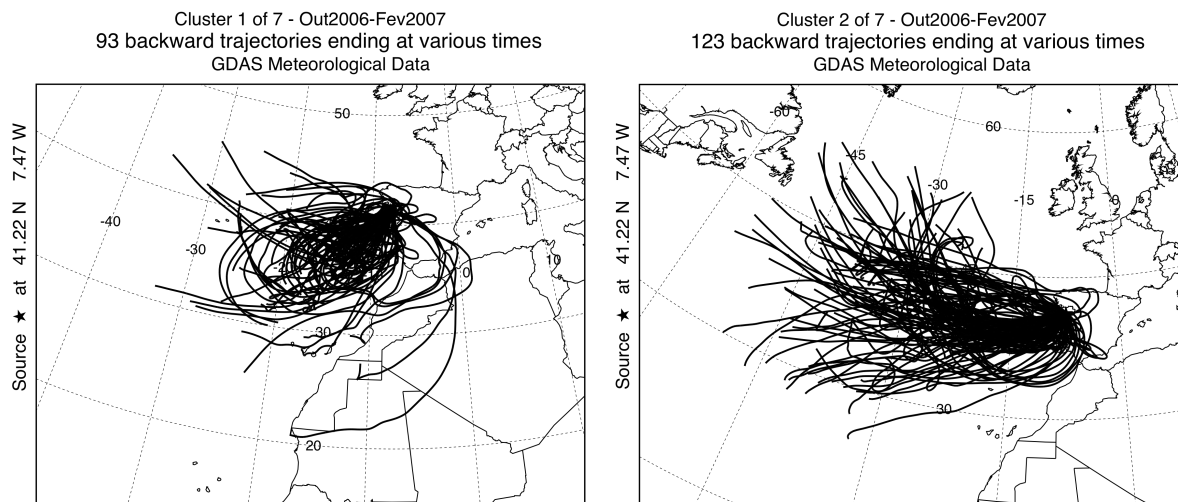 Cluster 1 of 7 - Out2006-Fev2007
93 backward trajectories ending at various times
GDAS Meteorological Data
Source ★ at 41.22 N 7.47 W
50
-40
-30
0
10
-30
20
Cluster 2 of 7 - Out2006-Fev2007
123 backward trajectories ending at various times
GDAS Meteorological Data
Source ★ at 41.22 N 7.47 W
-60
60
-45
-30
-15
0
30